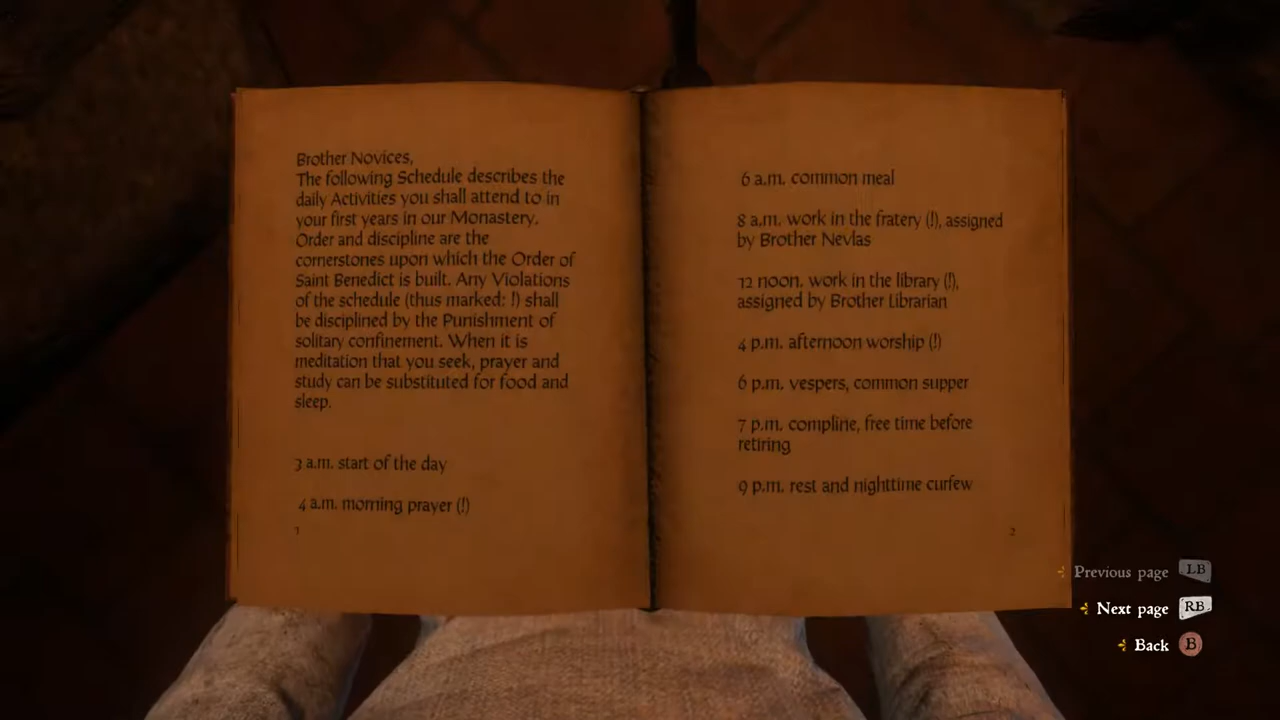 Brother Novices,
The following Schedule describes the
daily Activities you shall attend to in
your first years in our Monastery.
Order and discipline are the
cornerstones upon which the Order of
Saint Benedict is built. Any Violations
of the schedule (thus marked: !) shall
be disciplined by the Punishment of
solitary confinement. When it is
meditation that you seek, prayer and
study can be substituted for food and
sleep.
3 a.m. start of the day
4 a.m. morning prayer (!)
1
6 a.m. common meal
8 a.m. work in the fratery (!), assigned
by Brother Nevlas
12 noon. work in the library (!),
assigned by Brother Librarian
4 p.m. afternoon worship (!)
6 p.m. vespers, common supper
7 p.m. compline, free time before
retiring
9 p.m. rest and nighttime curfew
2
Previous page LB
Next page RB
Back B